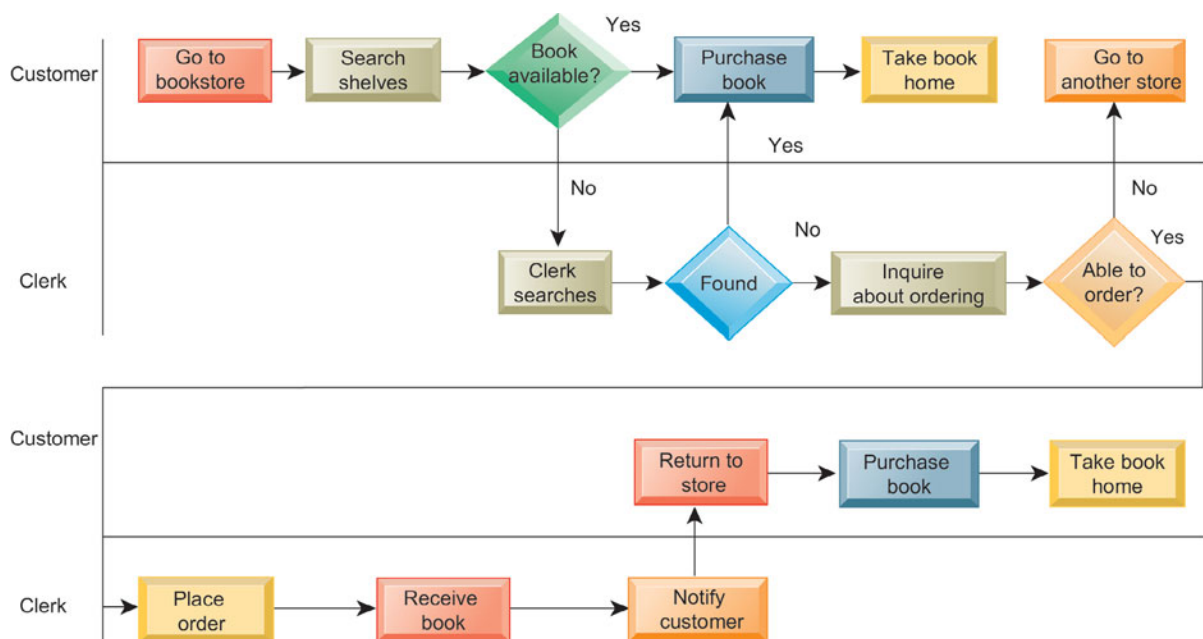 Yes
Customer
Go to
bookstore
Search
shelves
Book
available?
Purchase
book
Take book
home
Go to
another store
Yes
No
No
No
Yes
Clerk
Clerk
searches
Found
Inquire
about ordering
Able to
order?
Customer
Return to
store
Purchase
book
Take book
home
Clerk
Place
order
Receive
book
Notify
customer